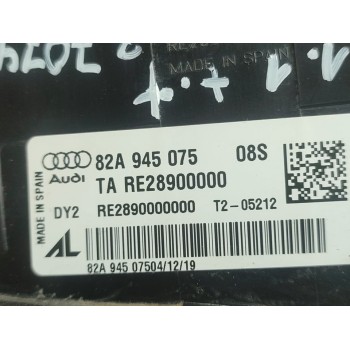 MADE IN SPAIN
82A 945 075 08S
Audi
TA RE28900000
DY2 RE2890000000 T2-05212
MADE IN SPAIN
AL
82A 945 07504/12/19